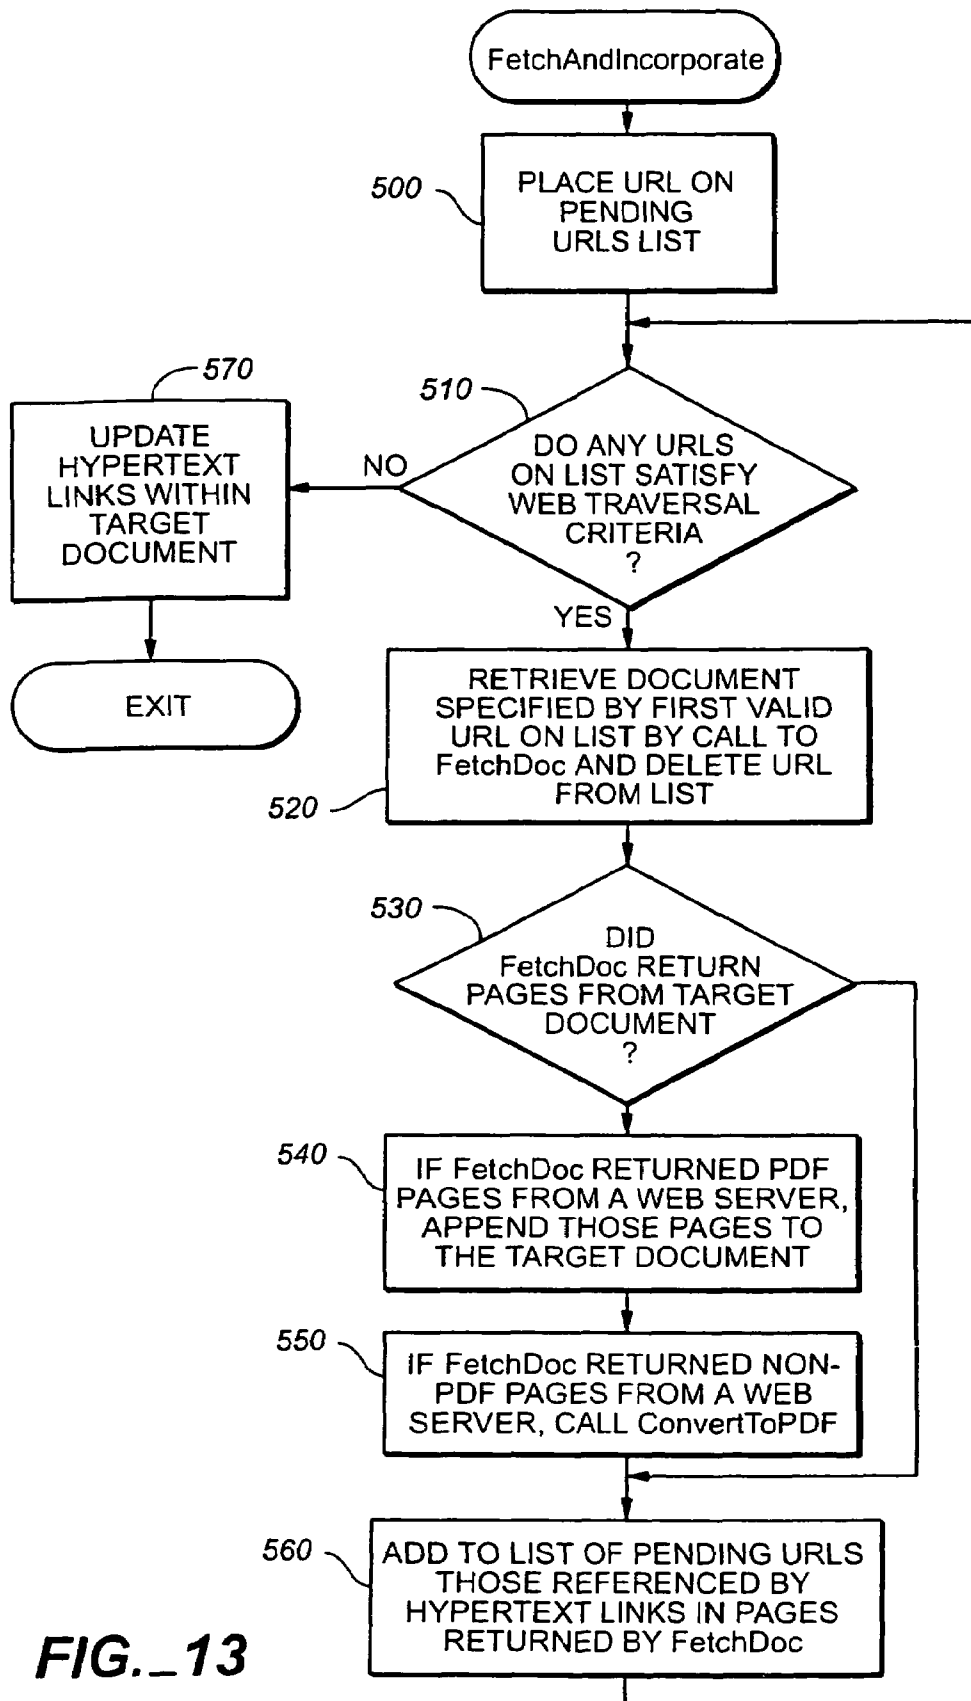 FetchAndIncorporate
500
PLACE URL ON
PENDING
URLS LIST
570
UPDATE
HYPERTEXT
LINKS WITHIN
TARGET
DOCUMENT
NO
510
DO ANY URLS
ON LIST SATISFY
WEB TRAVERSAL
CRITERIA
?
YES
EXIT
RETRIEVE DOCUMENT
SPECIFIED BY FIRST VALID
URL ON LIST BY CALL TO
FetchDoc AND DELETE URL
FROM LIST
520
530
DID
FetchDoc RETURN
PAGES FROM TARGET
DOCUMENT
?
540
IF FetchDoc RETURNED PDF
PAGES FROM A WEB SERVER,
APPEND THOSE PAGES TO
THE TARGET DOCUMENT
550
IF FetchDoc RETURNED NON-
PDF PAGES FROM A WEB
SERVER, CALL ConvertToPDF
560
ADD TO LIST OF PENDING URLS
THOSE REFERENCED BY
HYPERTEXT LINKS IN PAGES
RETURNED BY FetchDoc
FIG._13